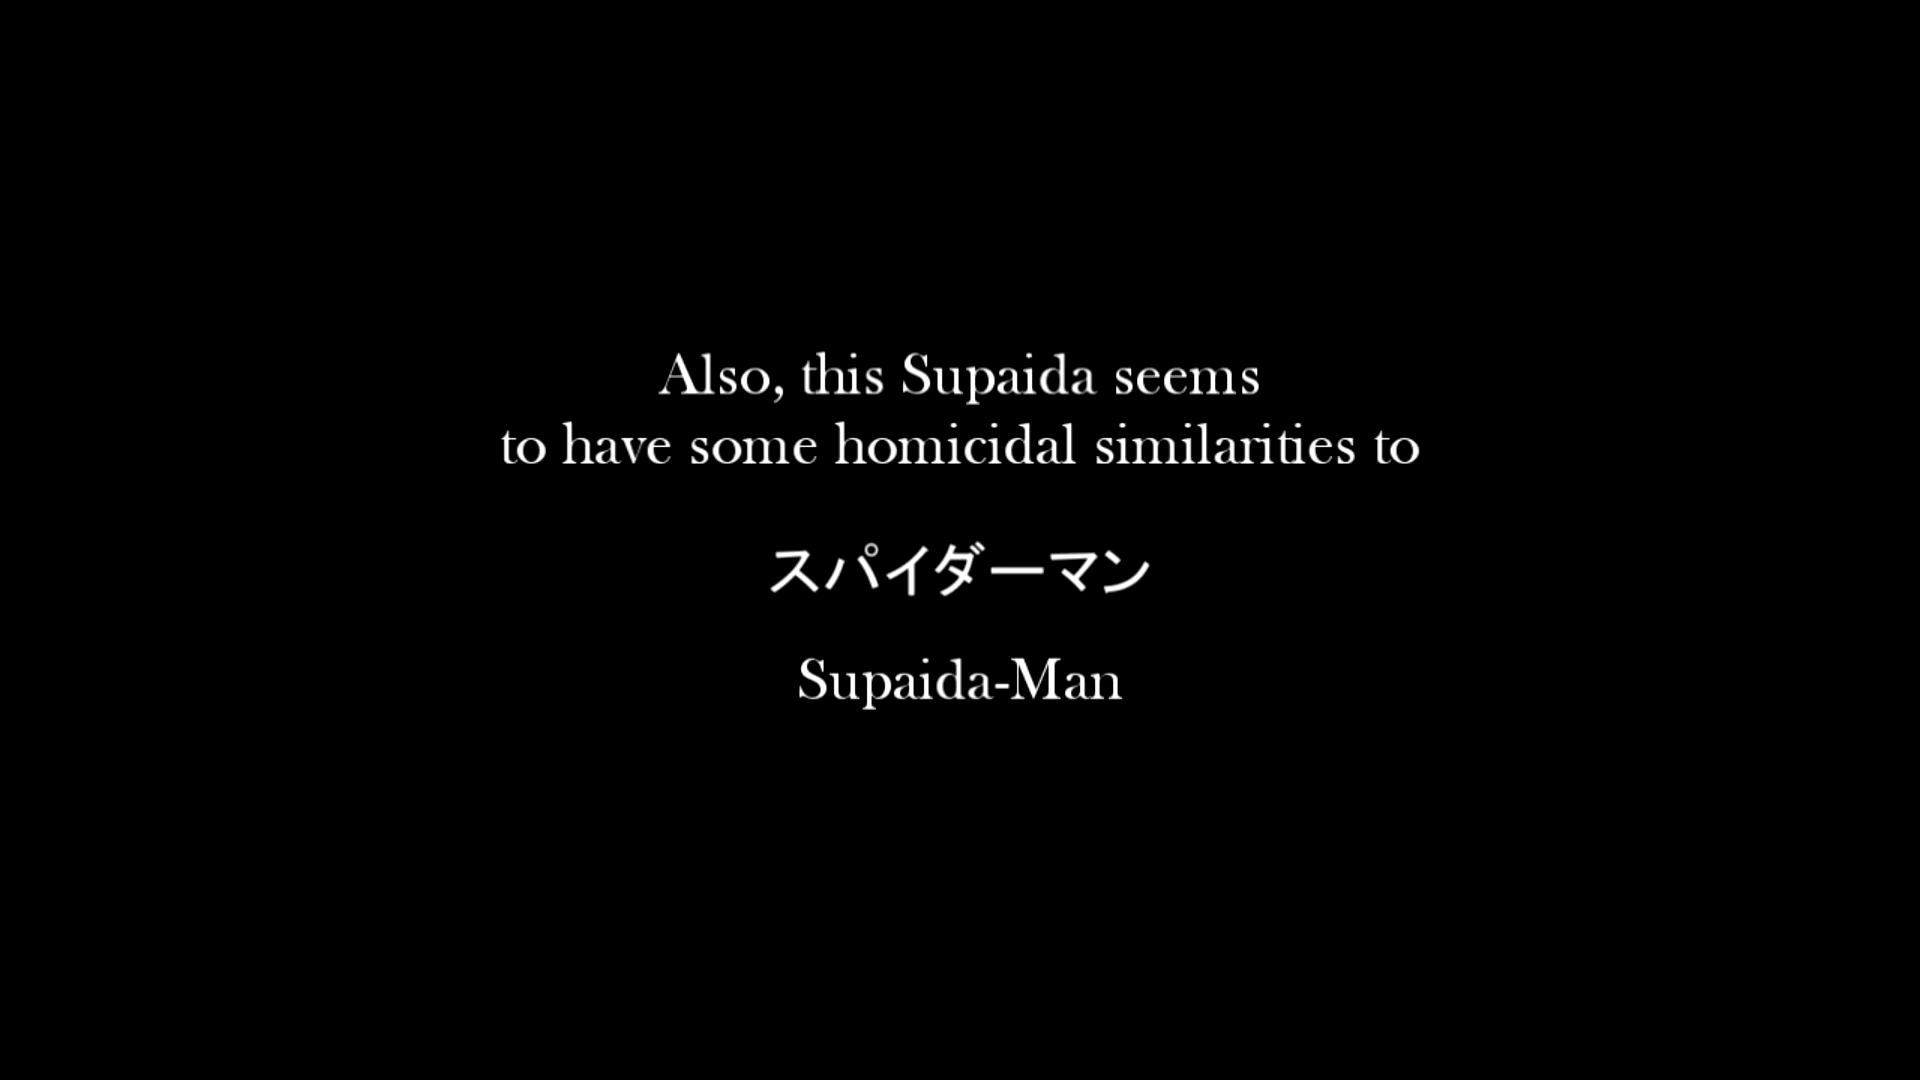 Also, this Supaida seems
to have some homicidal similarities to
スパイダーマン
Supaida-Man